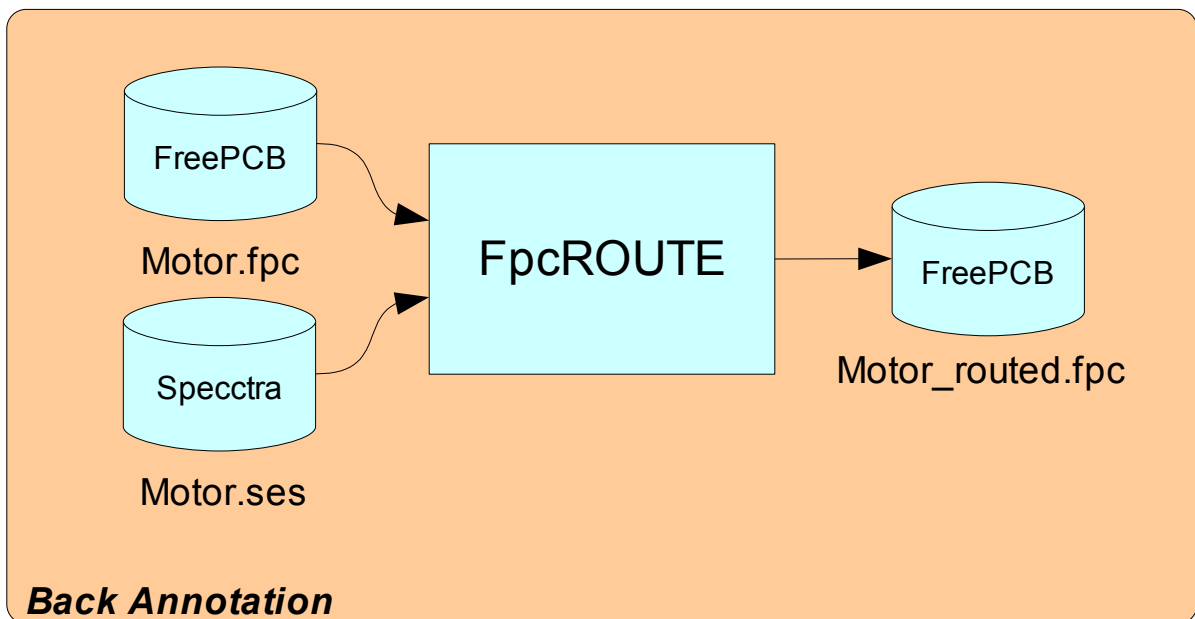 FreePCB
Motor.fpc
Specctra
Motor.ses
FpcROUTE
FreePCB
Motor_routed.fpc
Back Annotation